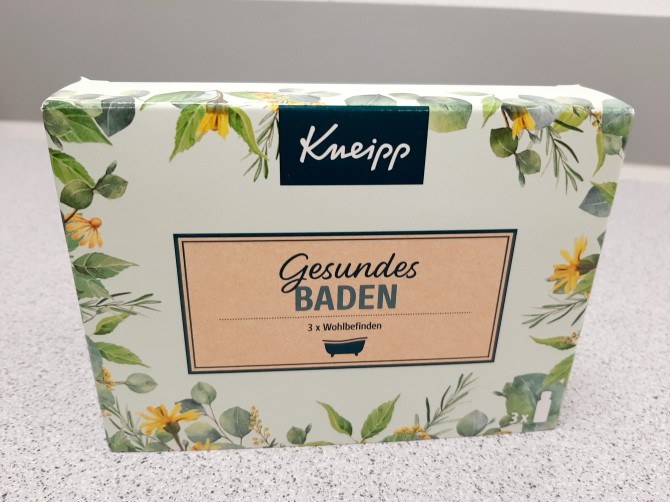 Kneipp
Gesundes
BADEN
3 x Wohlbefinden
3x